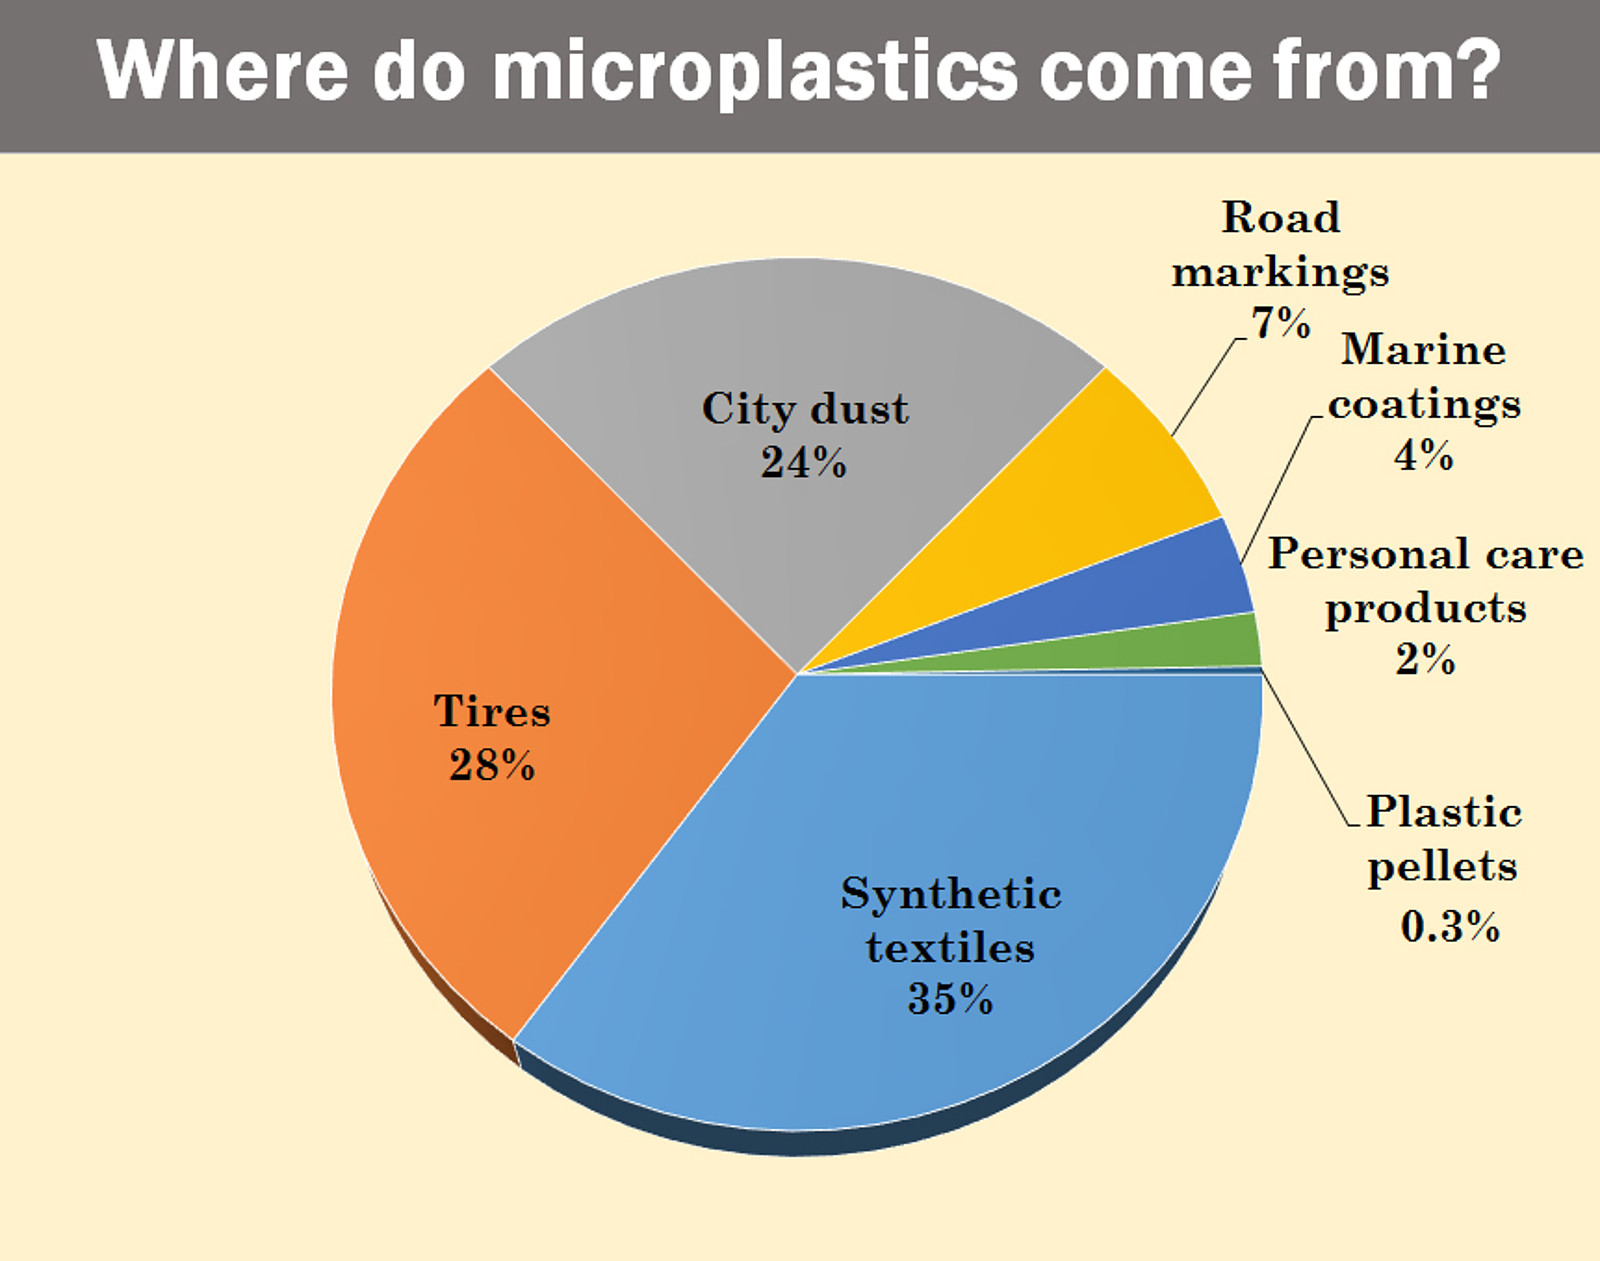 Where do microplastics come from?
Road
markings
7%
Marine
coatings
4%
City dust
24%
Personal care
products
2%
Tires
28%
Plastic
pellets
0.3%
Synthetic
textiles
35%